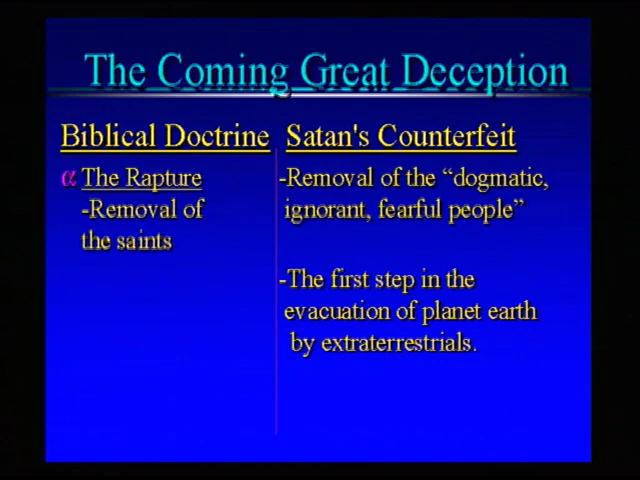 The Coming Great Deception
Biblical Doctrine
α The Rapture
-Removal of
the saints
Satan's Counterfeit
-Removal of the “dogmatic,
ignorant, fearful people”
-The first step in the
evacuation of planet earth
by extraterrestrials.